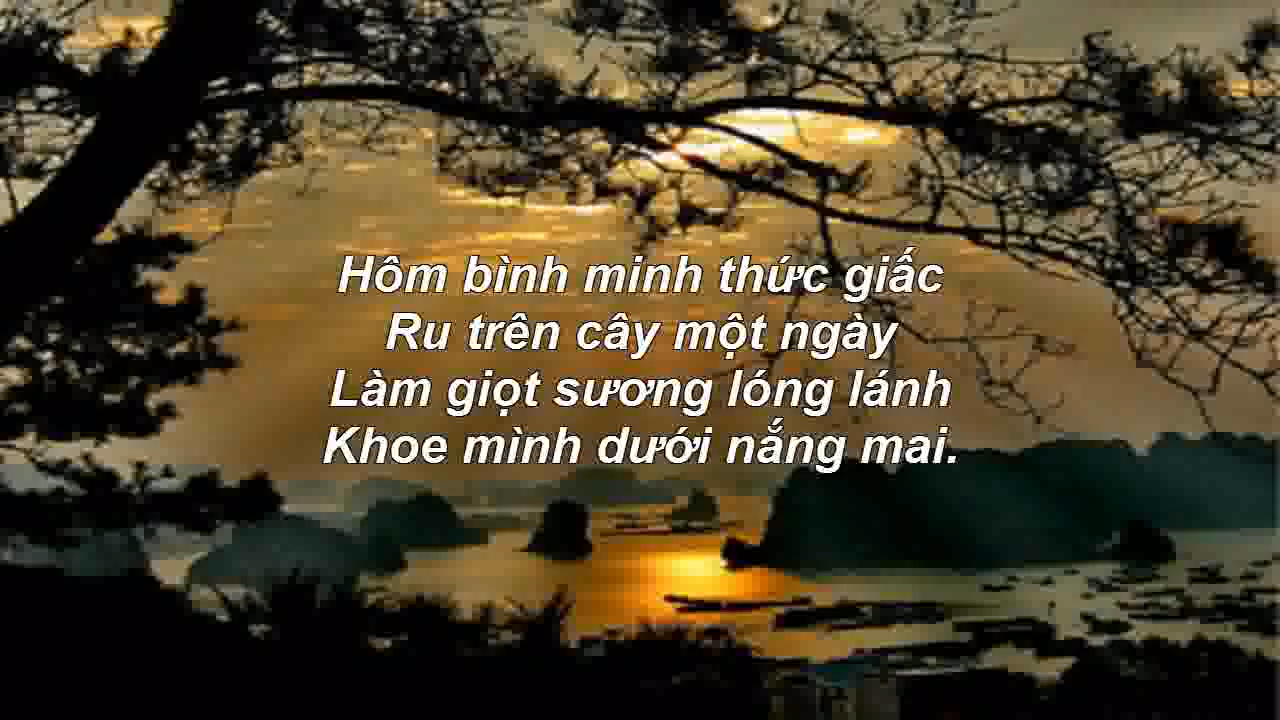 Hôm bình minh thức giấc
Ru trên cây một ngày
Làm giọt sương lóng lánh
Khoe mình dưới nắng mai.